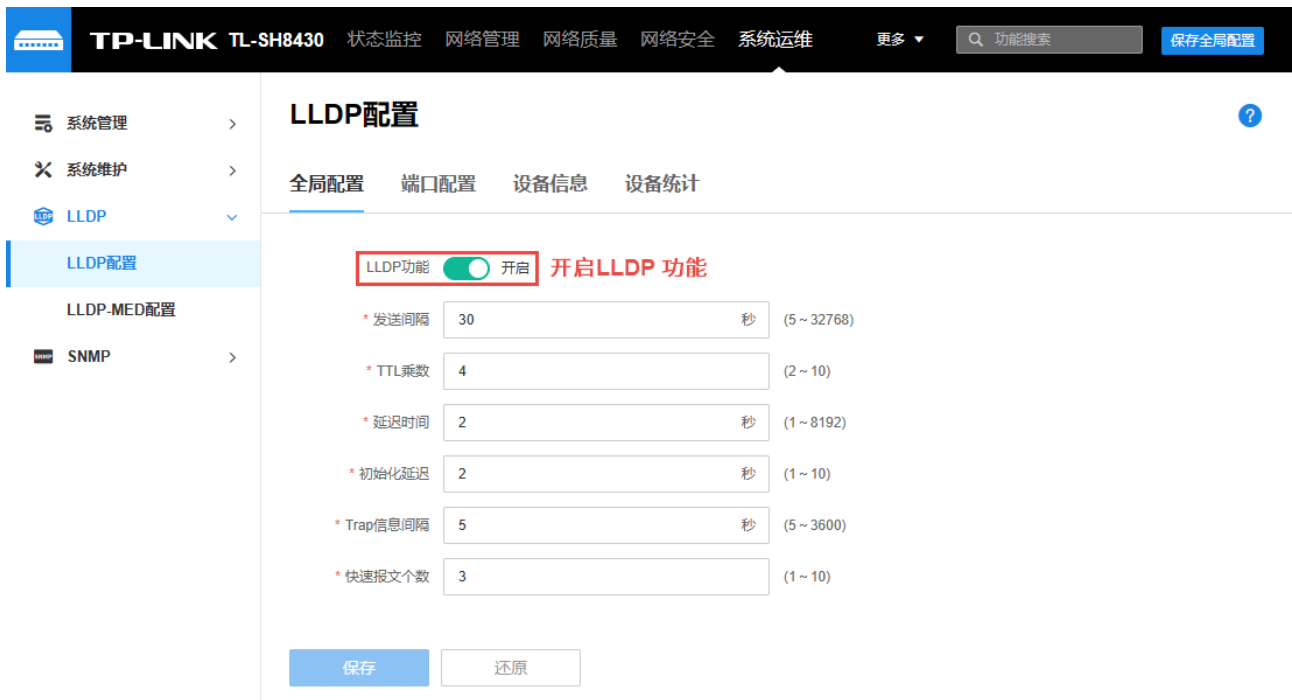 TP-LINK TL-SH8430 状态监控 网络管理 网络质量 网络安全 系统运维 更多 功能搜索 保存全局配置
系统管理
系统维护
LLDP
LLDP
LLDP配置
LLDP-MED配置
SNMP
SNMP
LLDP配置
?
全局配置 端口配置 设备信息 设备统计
LLDP功能 开启 开启LLDP 功能
* 发送间隔 30 秒 (5 ~ 32768)
* TTL乘数 4 (2 ~ 10)
* 延迟时间 2 秒 (1 ~ 8192)
* 初始化延迟 2 秒 (1 ~ 10)
* Trap信息间隔 5 秒 (5 ~ 3600)
* 快速报文个数 3 (1 ~ 10)
保存 还原